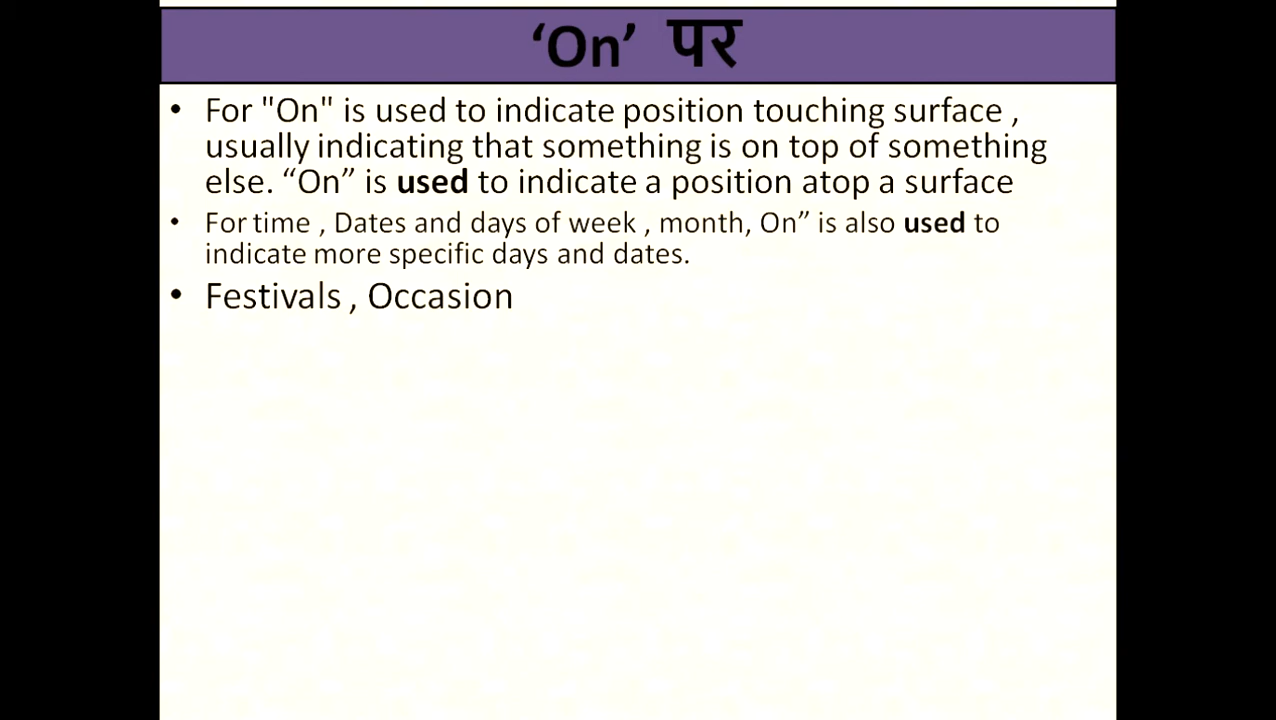 ‘On’ पर
• For "On" is used to indicate position touching surface ,
usually indicating that something is on top of something
else. “On” is used to indicate a position atop a surface
• For time , Dates and days of week , month, On” is also used to
indicate more specific days and dates.
• Festivals , Occasion